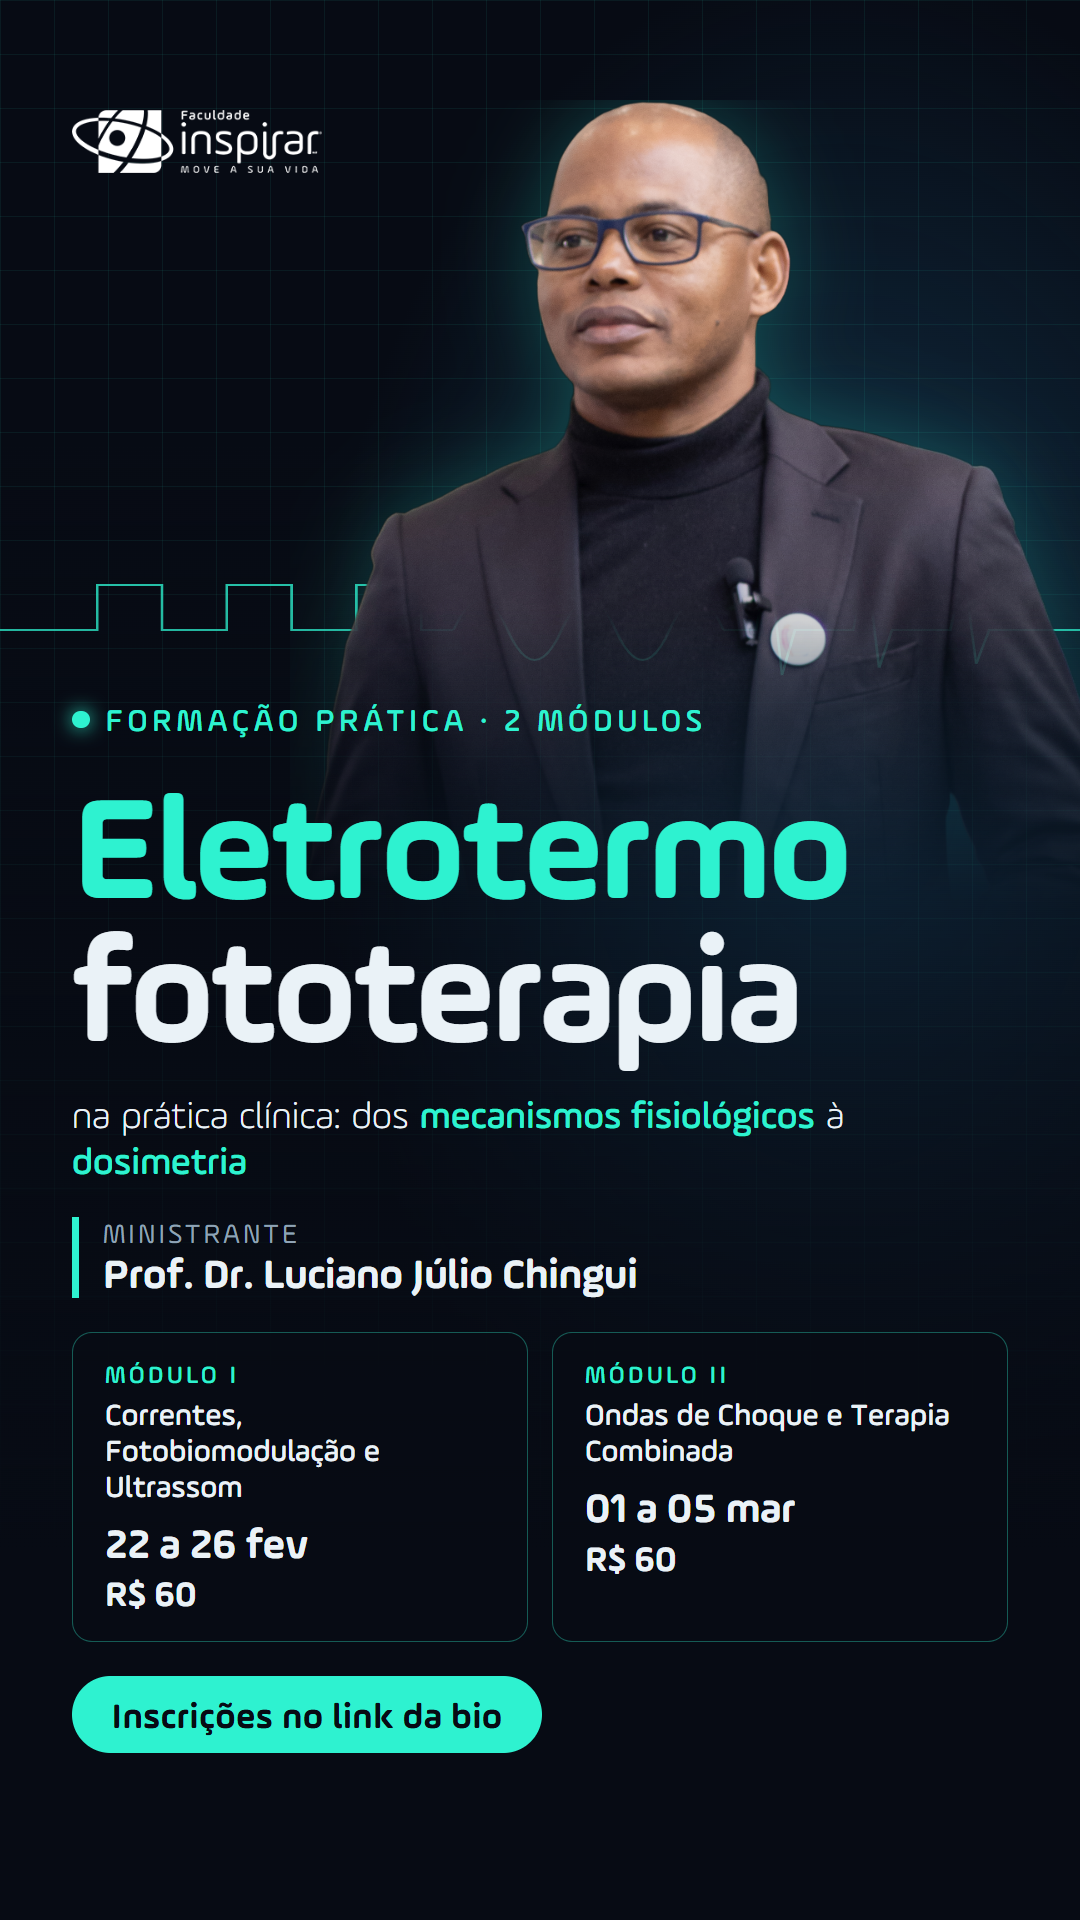 Faculdade
inspirar
MOVE A SUA VIDA
FORMAÇÃO PRÁTICA · 2 MÓDULOS
Eletrotermo
fototerapia
na prática clínica: dos mecanismos fisiológicos à
dosimetria
MINISTRANTE
Prof. Dr. Luciano Júlio Chingui
MÓDULO I
Correntes,
Fotobiomodulação e
Ultrassom
22 a 26 fev
R$ 60
MÓDULO II
Ondas de Choque e Terapia
Combinada
01 a 05 mar
R$ 60
Inscrições no link da bio